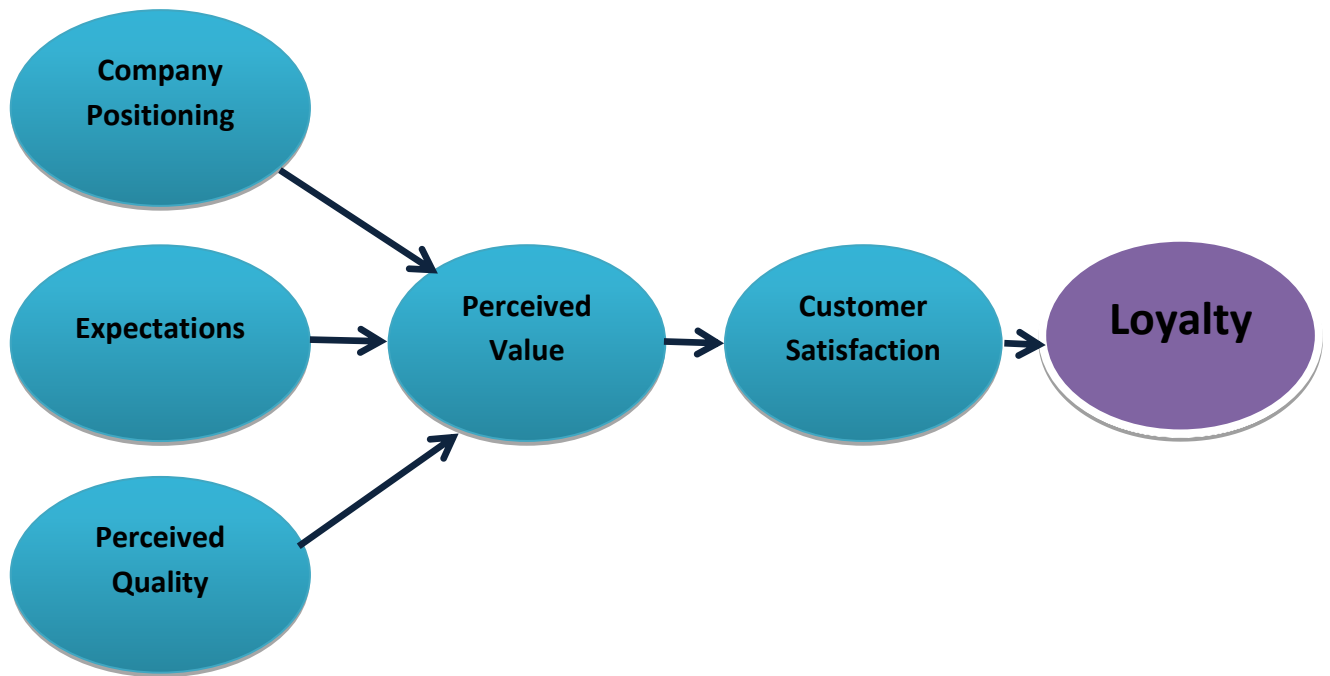 Company
Positioning
Expectations
Perceived
Quality
Perceived
Value
Customer
Satisfaction
Loyalty